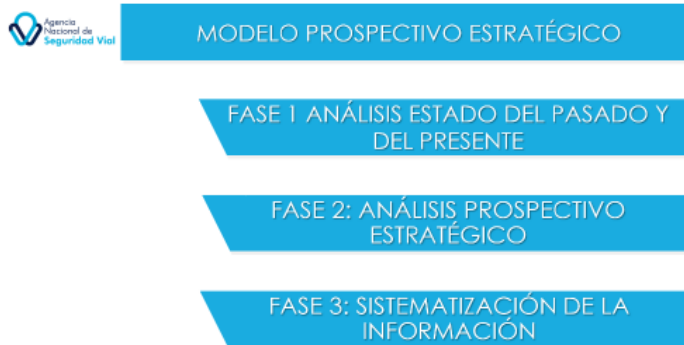 Agencia
Nacional de
Seguridad Vial
MODELO PROSPECTIVO ESTRATÉGICO
FASE 1 ANÁLISIS ESTADO DEL PASADO Y
DEL PRESENTE
FASE 2: ANÁLISIS PROSPECTIVO
ESTRATÉGICO
FASE 3: SISTEMATIZACIÓN DE LA
INFORMACIÓN